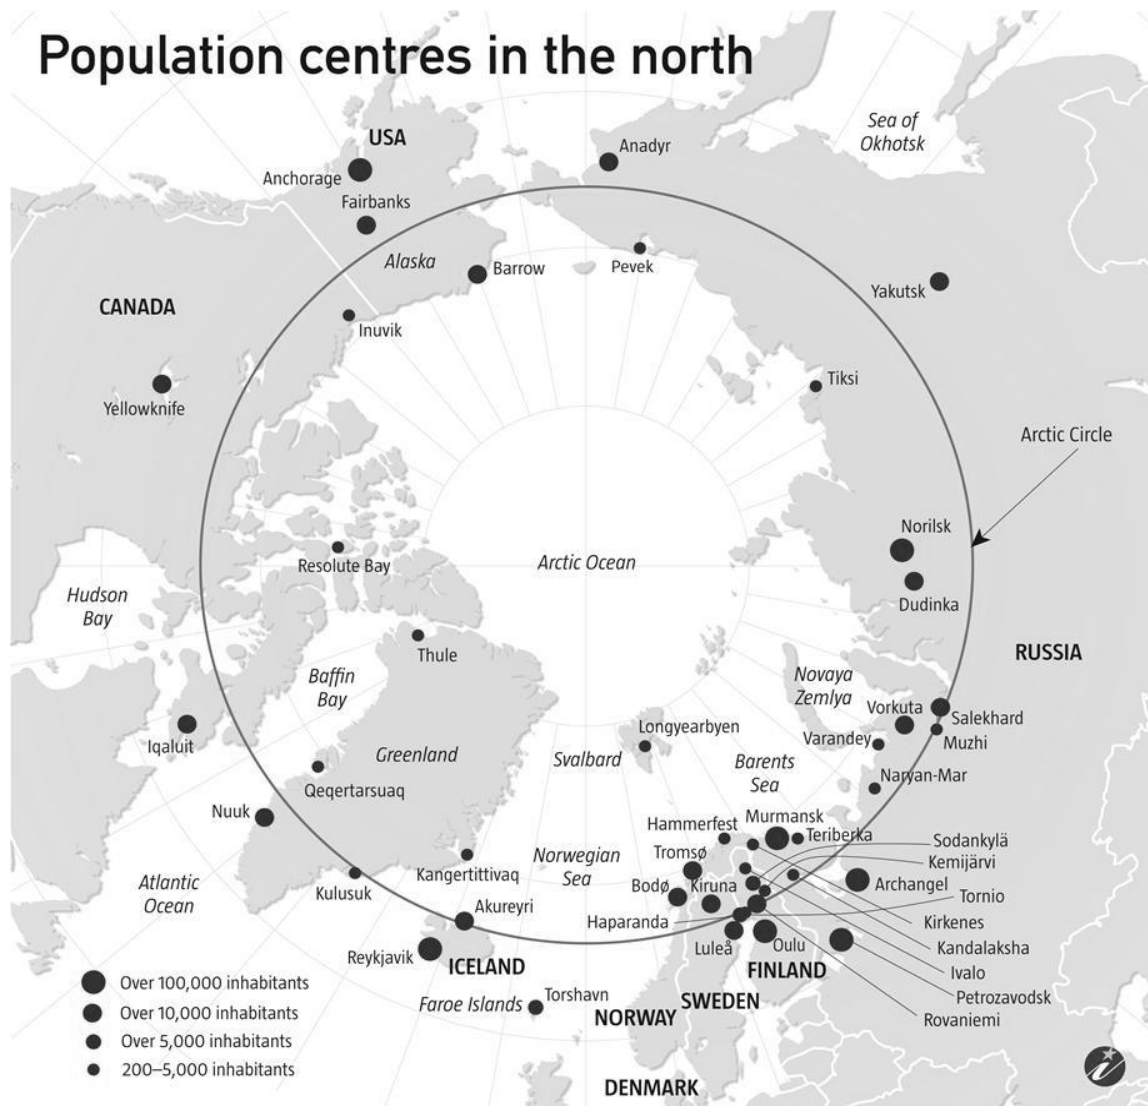 Population centres in the north
USA
Anchorage
Fairbanks
Alaska
Barrow
Anadyr
Pevek
Sea of
Okhotsk
Yakutsk
CANADA
Inuvik
Yellowknife
Tiksi
Arctic Circle
Norilsk
Dudinka
Resolute Bay
Arctic Ocean
Hudson
Bay
Thule
RUSSIA
Baffin
Bay
Novaya
Zemlya
Vorkuta
Salekhard
Muzhi
Varandey
Iqaluit
Greenland
Longyearbyen
Svalbard
Barents
Sea
Naryan-Mar
Qeqertarsuaq
Nuuk
Hammerfest
Murmansk
Teriberka
Sodankylä
Kemijärvi
Tromsø
Norwegian
Sea
Kangertittivaq
Kulusuk
Atlantic
Ocean
Bodø
Kiruna
Archangel
Tornio
Akureyri
Haparanda
Kirkenes
Reykjavik
ICELAND
Luleå
Oulu
FINLAND
Kandalaksha
Ivalo
Petrozavodsk
Rovaniemi
Faroe Islands
Torshavn
NORWAY
SWEDEN
DENMARK
Over 100,000 inhabitants
Over 10,000 inhabitants
Over 5,000 inhabitants
200–5,000 inhabitants
i